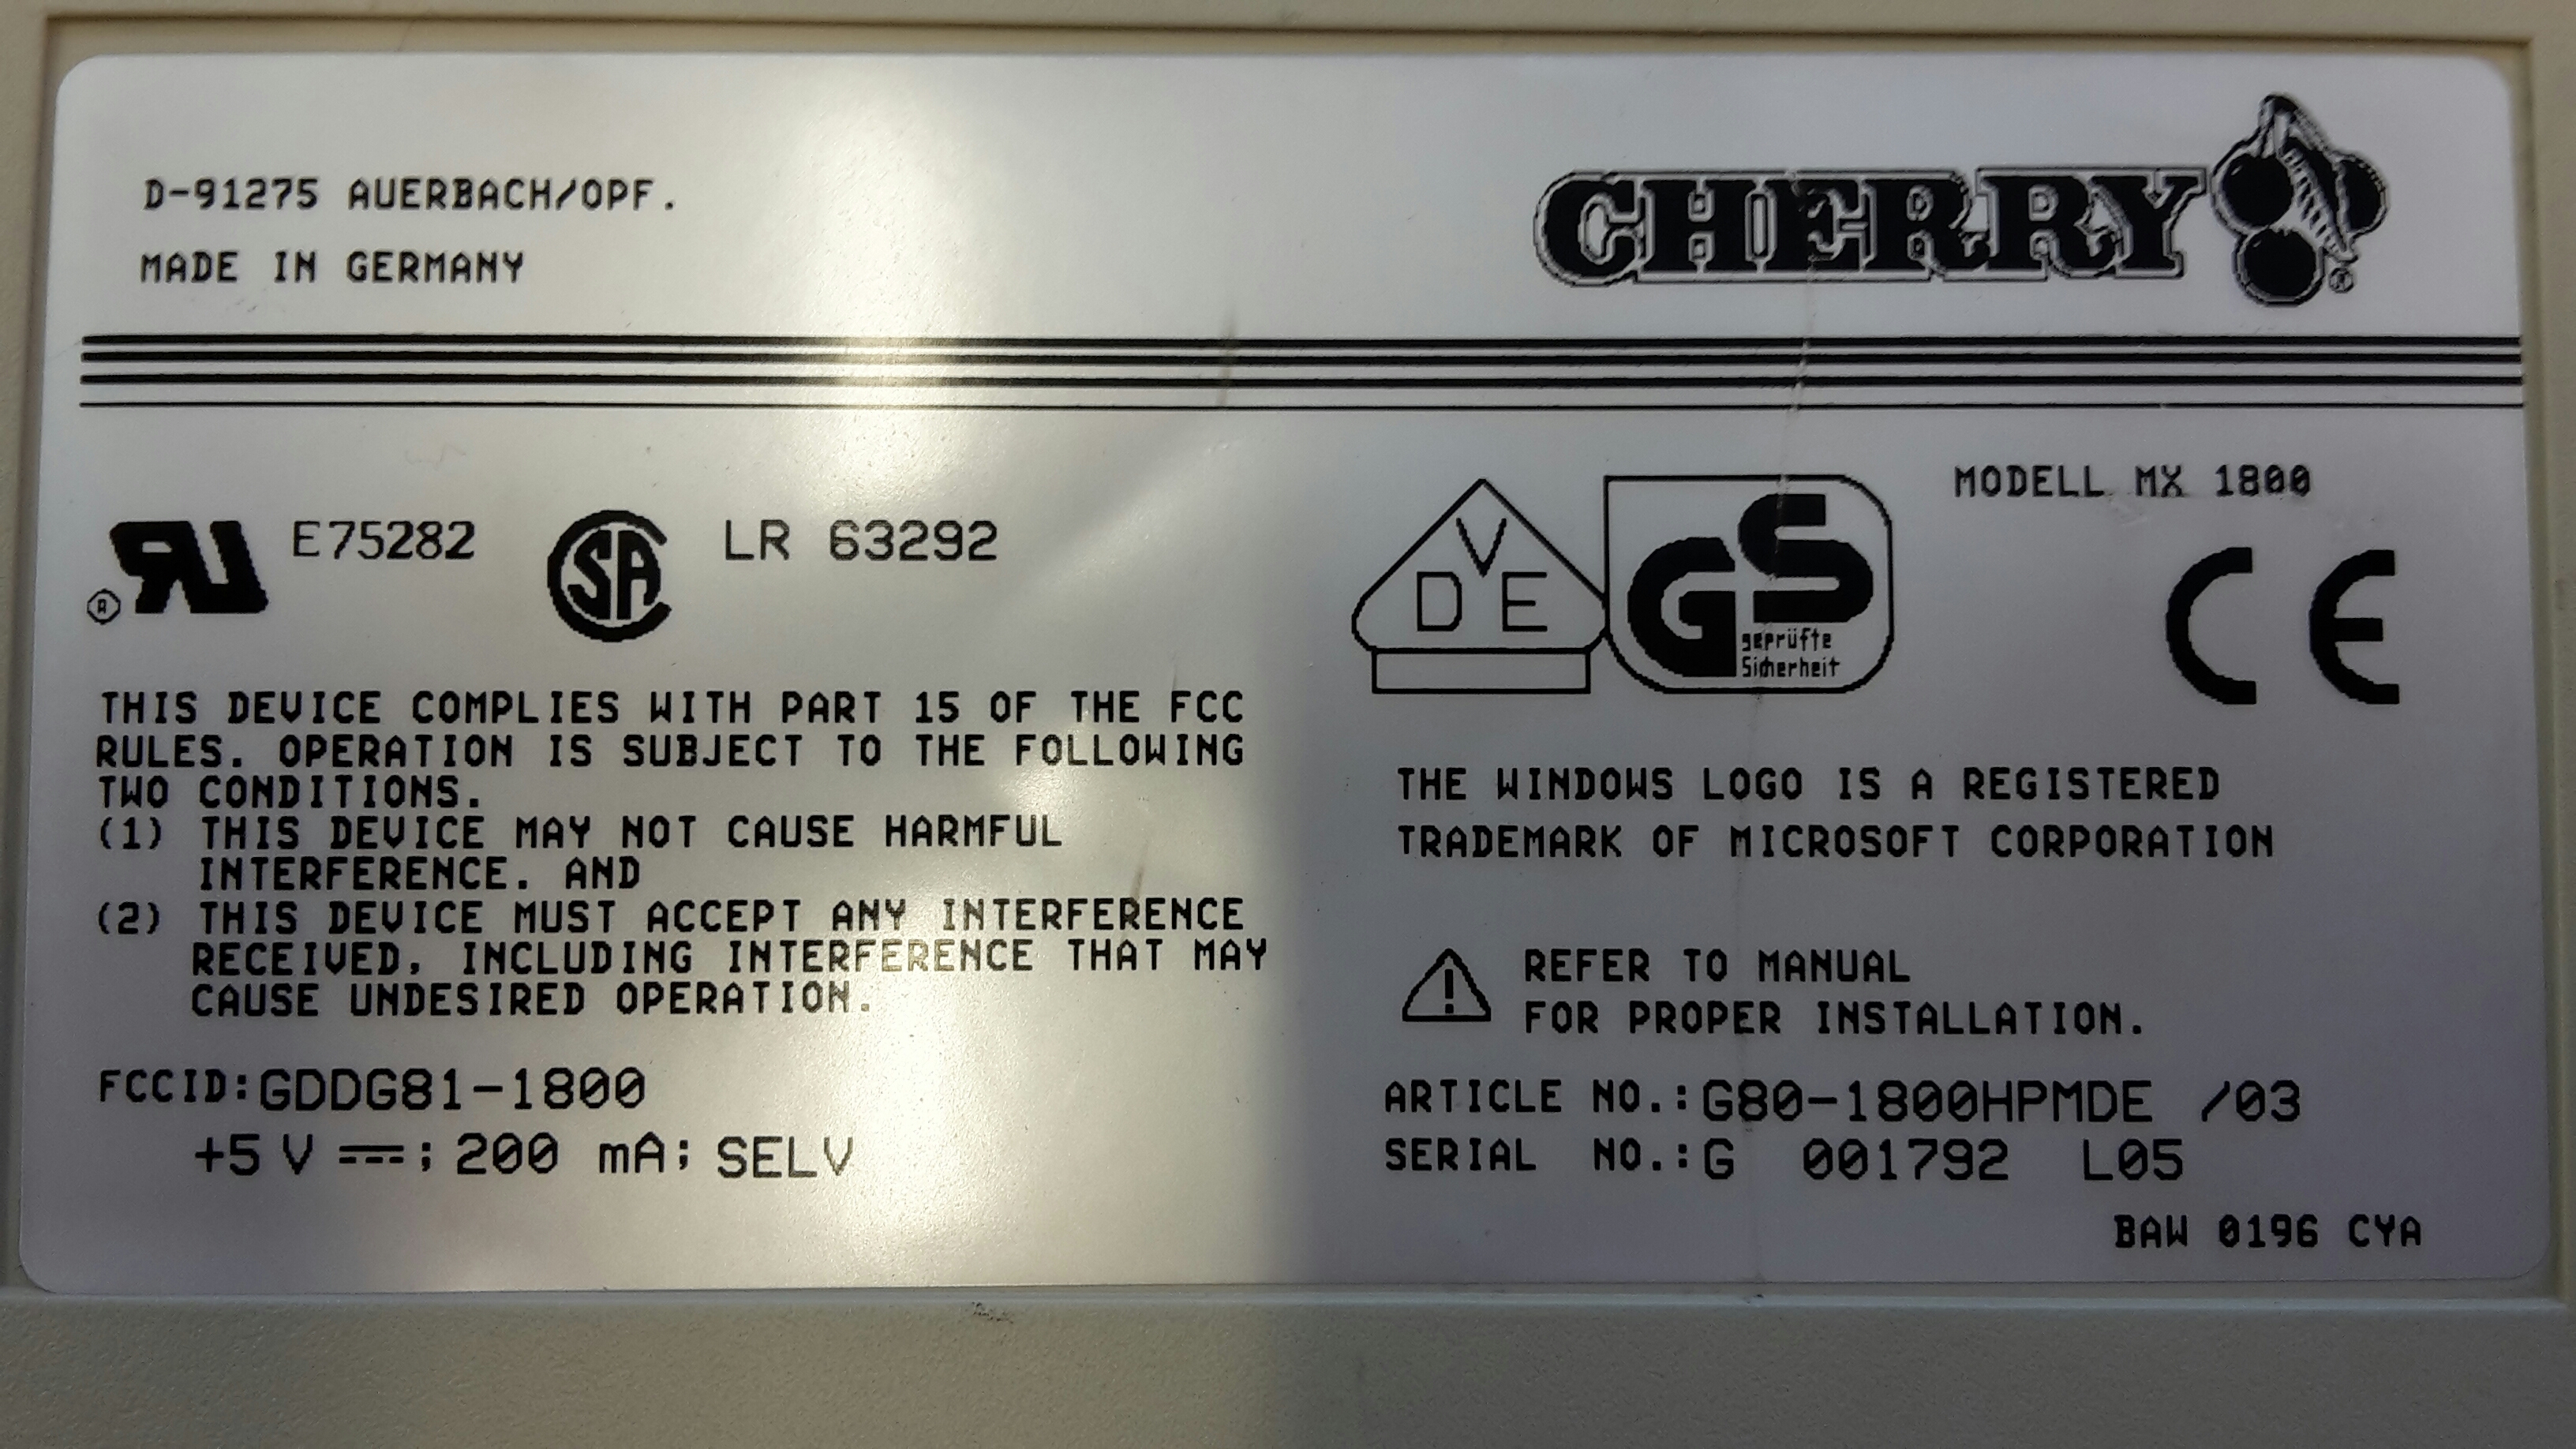 D-91275 AUERBACH/OPF.
MADE IN GERMANY
CHERRY
®
E75282
SA
LR 63292
VDE
GS
geprüfte
Sicherheit
MODELL MX 1800
CE
THIS DEVICE COMPLIES WITH PART 15 OF THE FCC
RULES. OPERATION IS SUBJECT TO THE FOLLOWING
TWO CONDITIONS.
(1) THIS DEVICE MAY NOT CAUSE HARMFUL
INTERFERENCE. AND
(2) THIS DEVICE MUST ACCEPT ANY INTERFERENCE
RECEIVED, INCLUDING INTERFERENCE THAT MAY
CAUSE UNDESIRED OPERATION.
FCCID:GDDG81-1800
+5 V ⎓; 200 mA; SELV
THE WINDOWS LOGO IS A REGISTERED
TRADEMARK OF MICROSOFT CORPORATION
! REFER TO MANUAL
FOR PROPER INSTALLATION.
ARTICLE NO.:G80-1800HPMDE /03
SERIAL NO.:G 001792 L05
BAW 0196 CYA